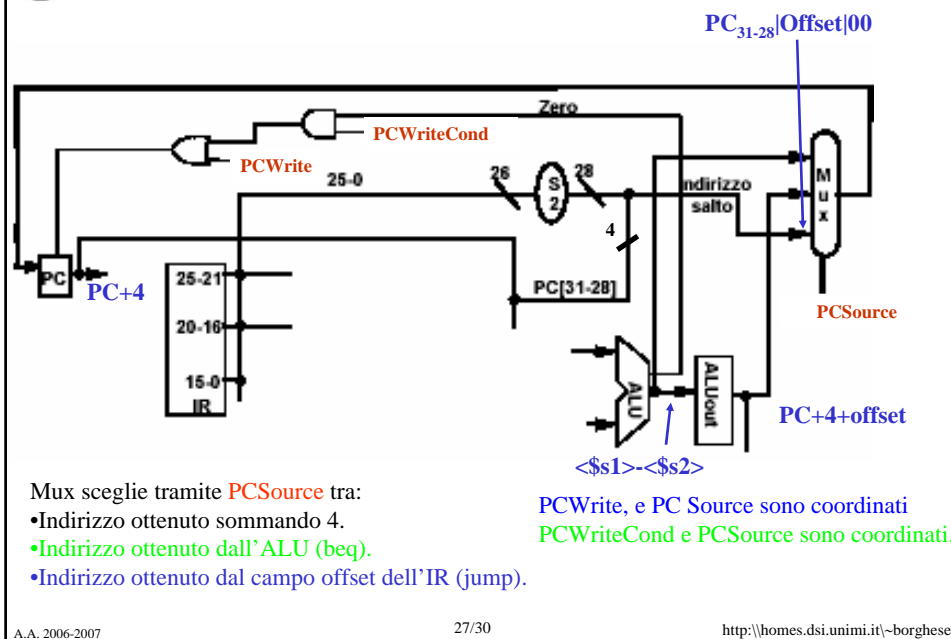 PC31-28|Offset|00
Zero
PCWriteCond
PCWrite
25-0
26
S
2
28
ndirizzo
salto
4
M
u
x
PC
PC+4
25-21
20-16
15-0
IR
PC[31-28]
PCSource
ALU
ALUout
PC+4+offset
<$s1>-<$s2>
Mux sceglie tramite PCSource tra:
•Indirizzo ottenuto sommando 4.
•Indirizzo ottenuto dall'ALU (beq).
•Indirizzo ottenuto dal campo offset dell'IR (jump).
PCWrite, e PC Source sono coordinati
PCWriteCond e PCSource sono coordinati.
A.A. 2006-2007
27/30
http:\\homes.dsi.unimi.it\~borghese